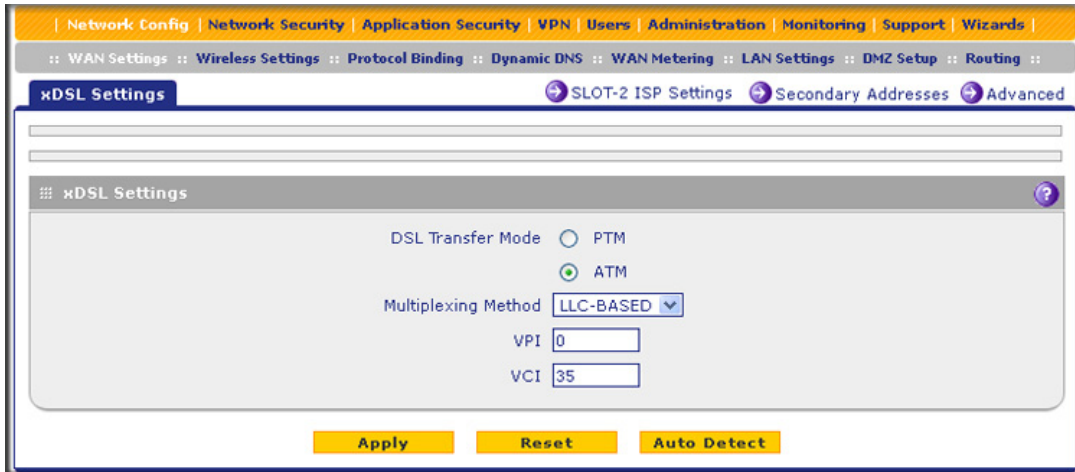 | Network Config | Network Security | Application Security | VPN | Users | Administration | Monitoring | Support | Wizards |
:: WAN Settings :: Wireless Settings :: Protocol Binding :: Dynamic DNS :: WAN Metering :: LAN Settings :: DMZ Setup :: Routing ::
xDSL Settings SLOT-2 ISP Settings Secondary Addresses Advanced
xDSL Settings ?
DSL Transfer Mode PTM
ATM
Multiplexing Method LLC-BASED
VPI 0
VCI 35
Apply Reset Auto Detect